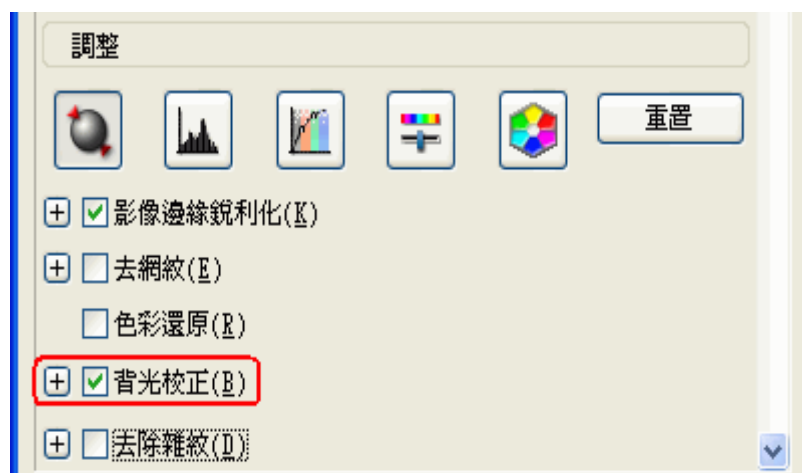 調整
重置
影像邊緣銳利化(K)
去網紋(E)
色彩還原(R)
背光校正(B)
去除雜紋(D)